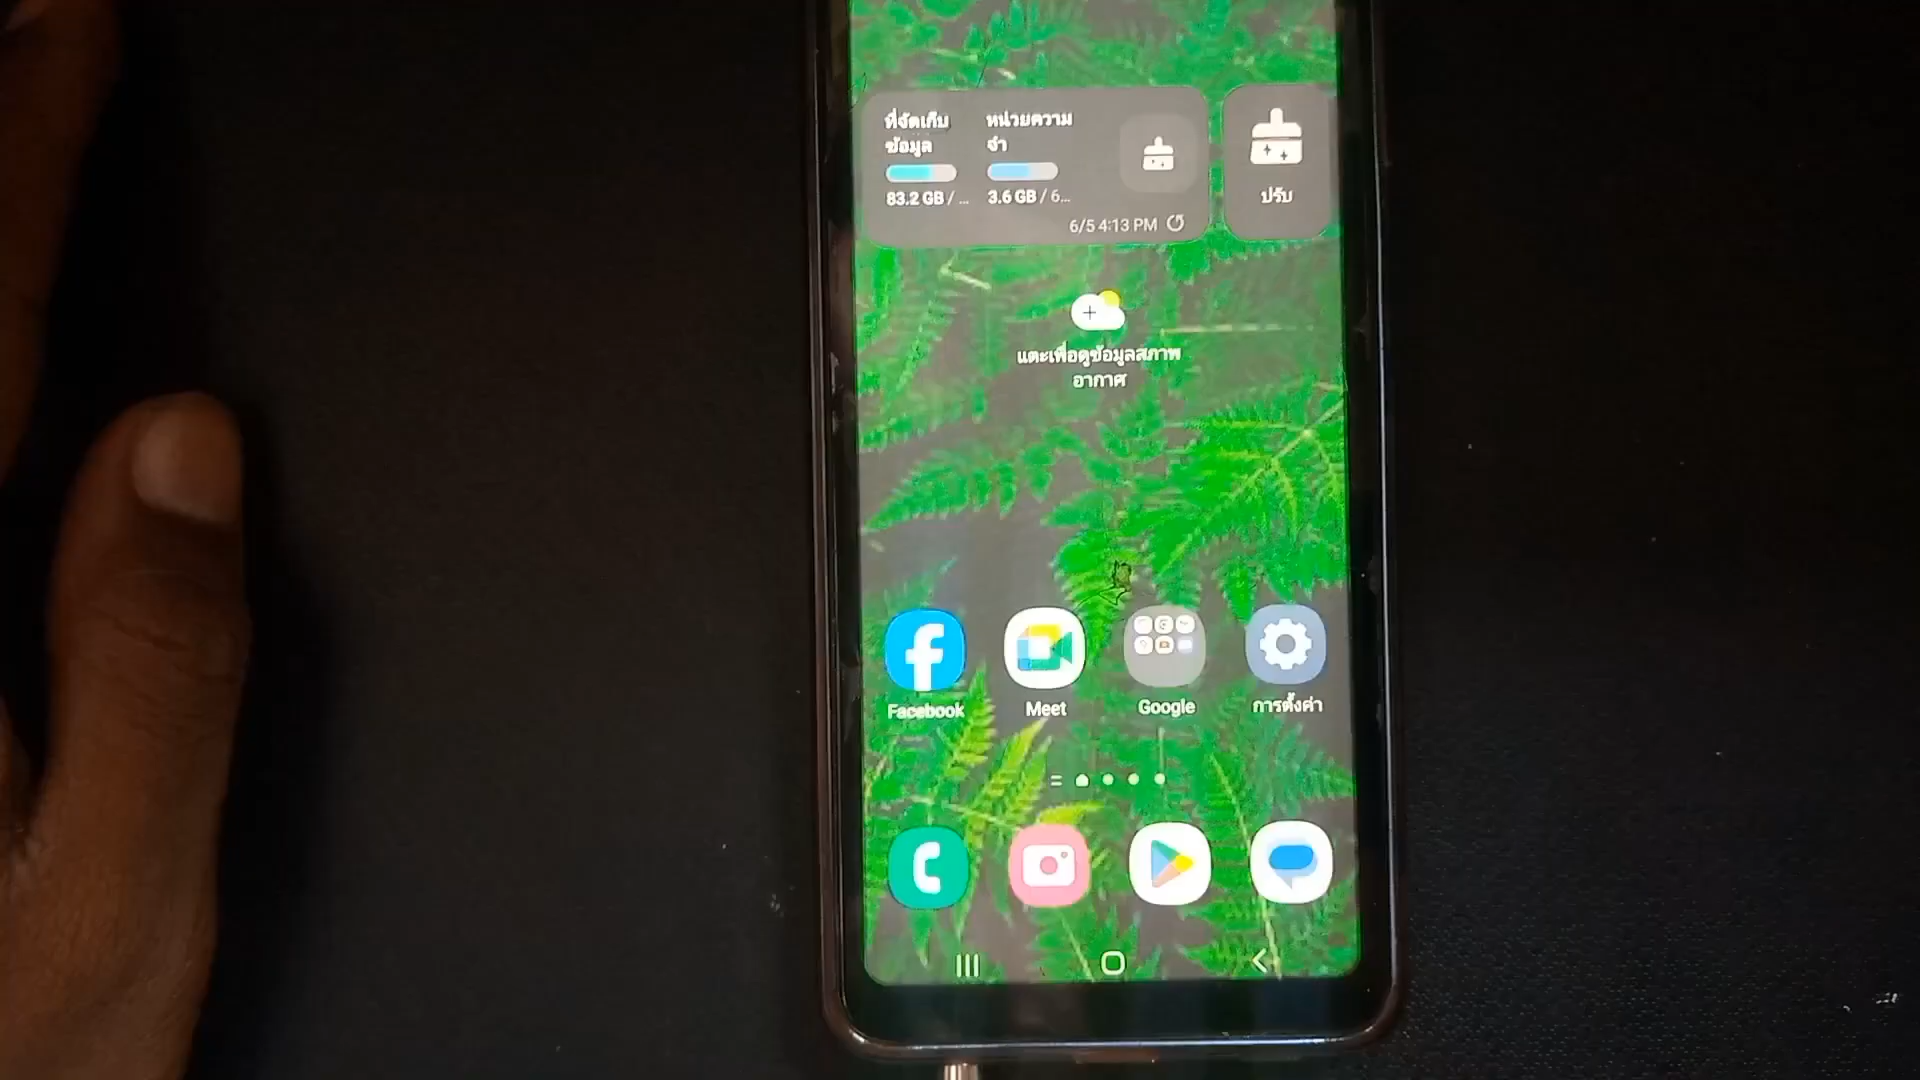 ที่จัดเก็บ
ข้อมูล
83.2 GB / ...
หน่วยความ
จำ
3.6 GB / 6...
6/5 4:13 PM
ปรับ
แตะเพื่อดูข้อมูลสภาพ
อากาศ
Facebook
Meet
Google
การตั้งค่า